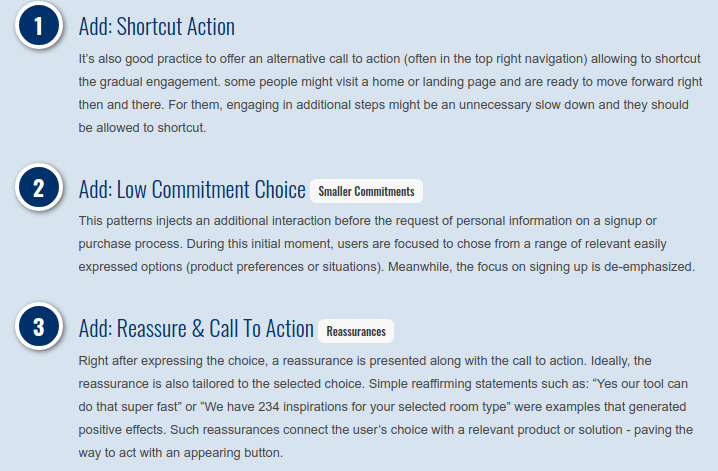 1
Add: Shortcut Action
It's also good practice to offer an alternative call to action (often in the top right navigation) allowing to shortcut
the gradual engagement. some people might visit a home or landing page and are ready to move forward right
then and there. For them, engaging in additional steps might be an unnecessary slow down and they should
be allowed to shortcut.
2
Add: Low Commitment Choice Smaller Commitments
This patterns injects an additional interaction before the request of personal information on a signup or
purchase process. During this initial moment, users are focused to chose from a range of relevant easily
expressed options (product preferences or situations). Meanwhile, the focus on signing up is de-emphasized.
3
Add: Reassure & Call To Action Reassurances
Right after expressing the choice, a reassurance is presented along with the call to action. Ideally, the
reassurance is also tailored to the selected choice. Simple reaffirming statements such as: “Yes our tool can
do that super fast” or “We have 234 inspirations for your selected room type” were examples that generated
positive effects. Such reassurances connect the user’s choice with a relevant product or solution - paving the
way to act with an appearing button.